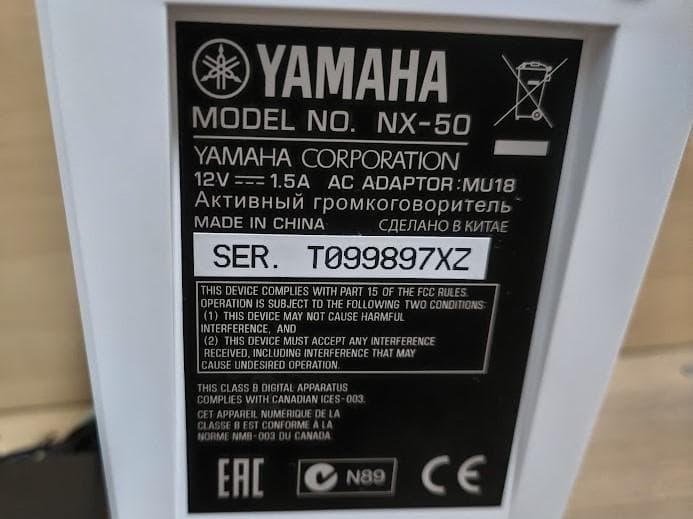 YAMAHA
MODEL NO. NX-50
YAMAHA CORPORATION
12V ⎓ 1.5A AC ADAPTOR:MU18
Активный громкоговоритель
MADE IN CHINA СДЕЛАНО В КИТАЕ
SER. T099897XZ
THIS DEVICE COMPLIES WITH PART 15 OF THE FCC RULES.
OPERATION IS SUBJECT TO THE FOLLOWING TWO CONDITIONS:
(1) THIS DEVICE MAY NOT CAUSE HARMFUL
INTERFERENCE, AND
(2) THIS DEVICE MUST ACCEPT ANY INTERFERENCE
RECEIVED, INCLUDING INTERFERENCE THAT MAY
CAUSE UNDESIRED OPERATION.
THIS CLASS B DIGITAL APPARATUS
COMPLIES WITH CANADIAN ICES-003.
CET APPAREIL NUMERIQUE DE LA
CLASSE B EST CONFORME À LA
NORME NMB-003 DU CANADA
EAC N89 CE